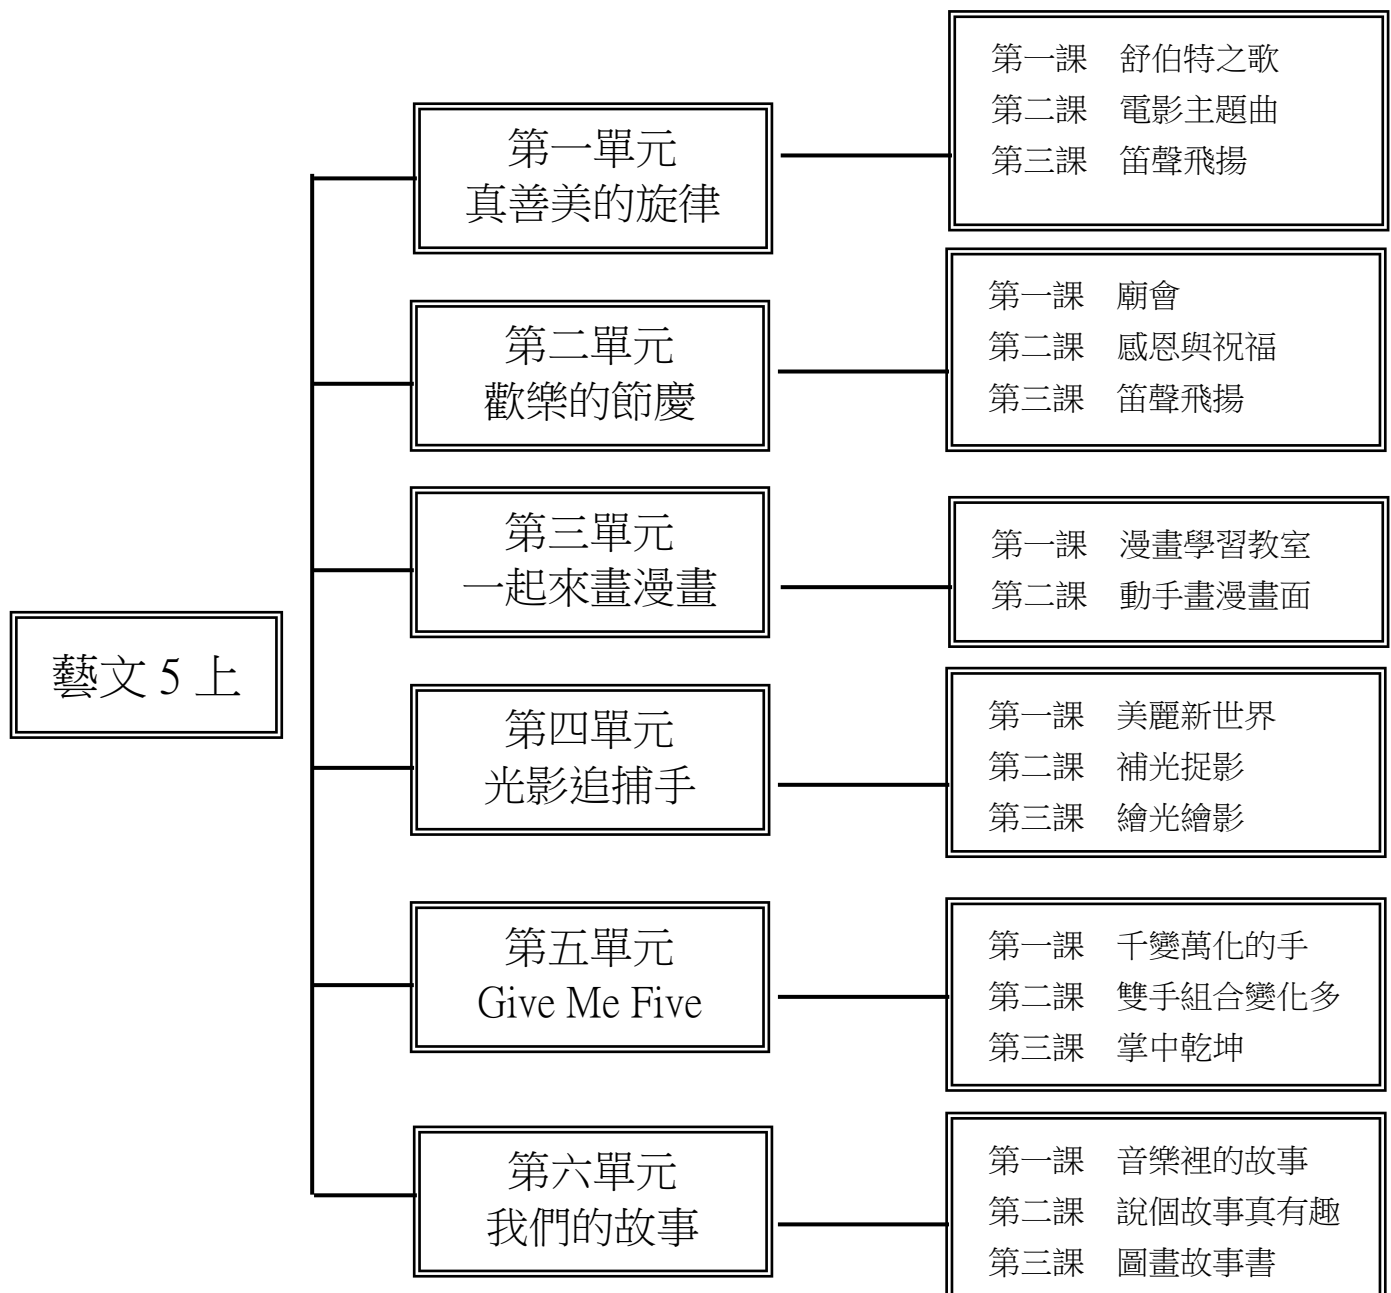 藝文 5 上
第一單元
真善美的旋律
第一課　舒伯特之歌
第二課　電影主題曲
第三課　笛聲飛揚
第二單元
歡樂的節慶
第一課　廟會
第二課　感恩與祝福
第三課　笛聲飛揚
第三單元
一起來畫漫畫
第一課　漫畫學習教室
第二課　動手畫漫畫面
第四單元
光影追捕手
第一課　美麗新世界
第二課　補光捉影
第三課　繪光繪影
第五單元
Give Me Five
第一課　千變萬化的手
第二課　雙手組合變化多
第三課　掌中乾坤
第六單元
我們的故事
第一課　音樂裡的故事
第二課　說個故事真有趣
第三課　圖畫故事書